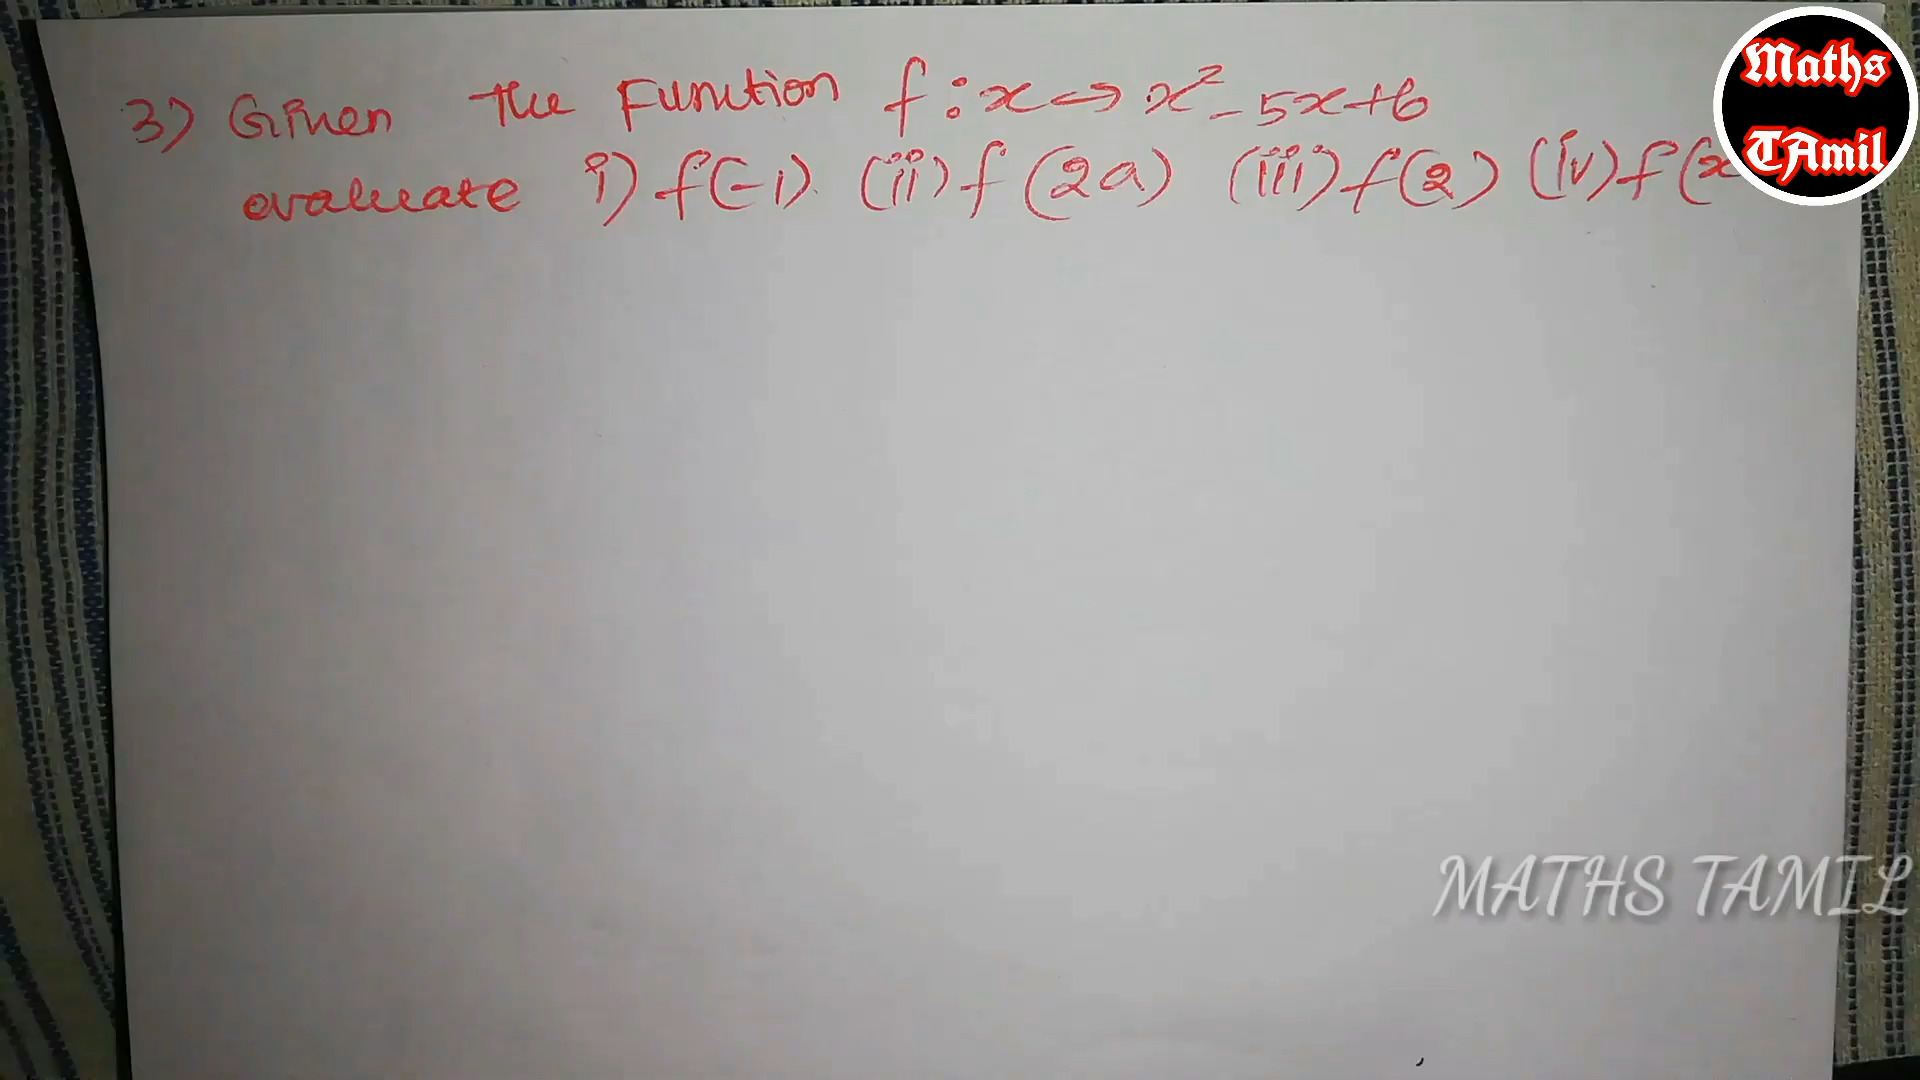 3) Given the Function f : x → x² - 5x + 6
evaluate i) f(-1) (ii) f(2a) (iii) f(2) (iv) f(x
Maths
TAmil
MATHS TAMIL